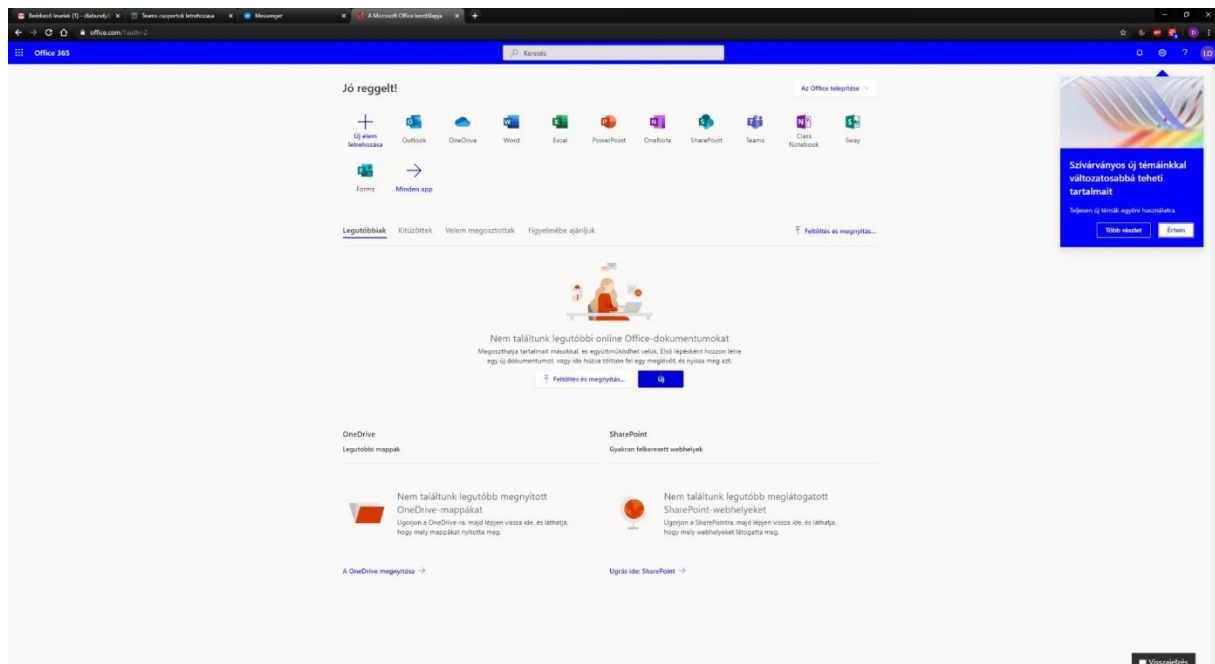 Beérkező levelek (1) - dlabundy
Teams csoportok létrehozása
Messenger
A Microsoft Office kezdőlapja
office.com/?auth=2
Office 365
Keresés
LD
Jó reggelt!
Az Office telepítése
Új elem létrehozása
Outlook
OneDrive
Word
Excel
PowerPoint
OneNote
SharePoint
Teams
Class Notebook
Sway
Forms
Minden app
Szivárványos új témáinkkal
változatosabbá teheti
tartalmait
Teljesen új témák egyéni használatra.
Több részlet
Értem
Legutóbbiak
Kitűzöttek
Velem megosztottak
Figyelmébe ajánljuk
Feltöltés és megnyitás...
Nem találtunk legutóbbi online Office-dokumentumokat
Megoszthatja tartalmait másokkal, és együttműködhet velük. Első lépésként hozzon létre
egy új dokumentumot, vagy ide húzva töltsön fel egy meglévőt, és nyissa meg azt.
Feltöltés és megnyitás...
Új
OneDrive
Legutóbbi mappák
SharePoint
Gyakran felkeresett webhelyek
Nem találtunk legutóbb megnyitott
OneDrive-mappákat
Ugorjon a OneDrive-ra, majd lépjen vissza ide, és láthatja,
hogy mely mappákat nyitotta meg.
Nem találtunk legutóbb meglátogatott
SharePoint-webhelyeket
Ugorjon a SharePointra, majd lépjen vissza ide, és láthatja,
hogy mely webhelyeket látogatta meg.
A OneDrive megnyitása →
Ugrás ide: SharePoint →
Visszajelzés